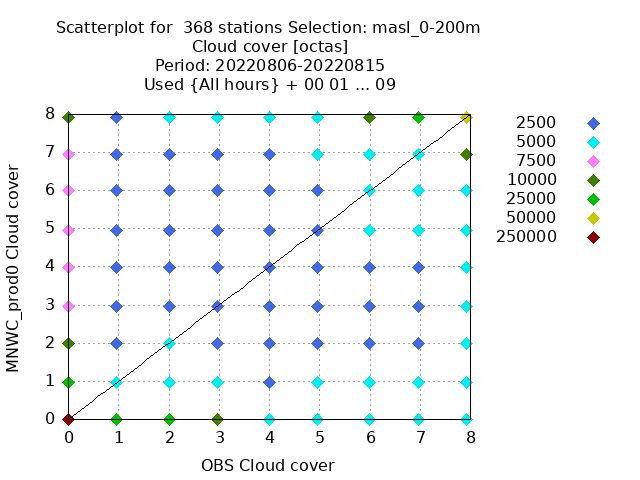 Scatterplot for  368 stations Selection: masl_0-200m
Cloud cover [octas]
Period: 20220806-20220815
Used {All hours} + 00 01 ... 09
8
7
6
5
4
3
2
1
0
MNWC_prod0 Cloud cover
0 1 2 3 4 5 6 7 8
OBS Cloud cover
2500
5000
7500
10000
25000
50000
250000